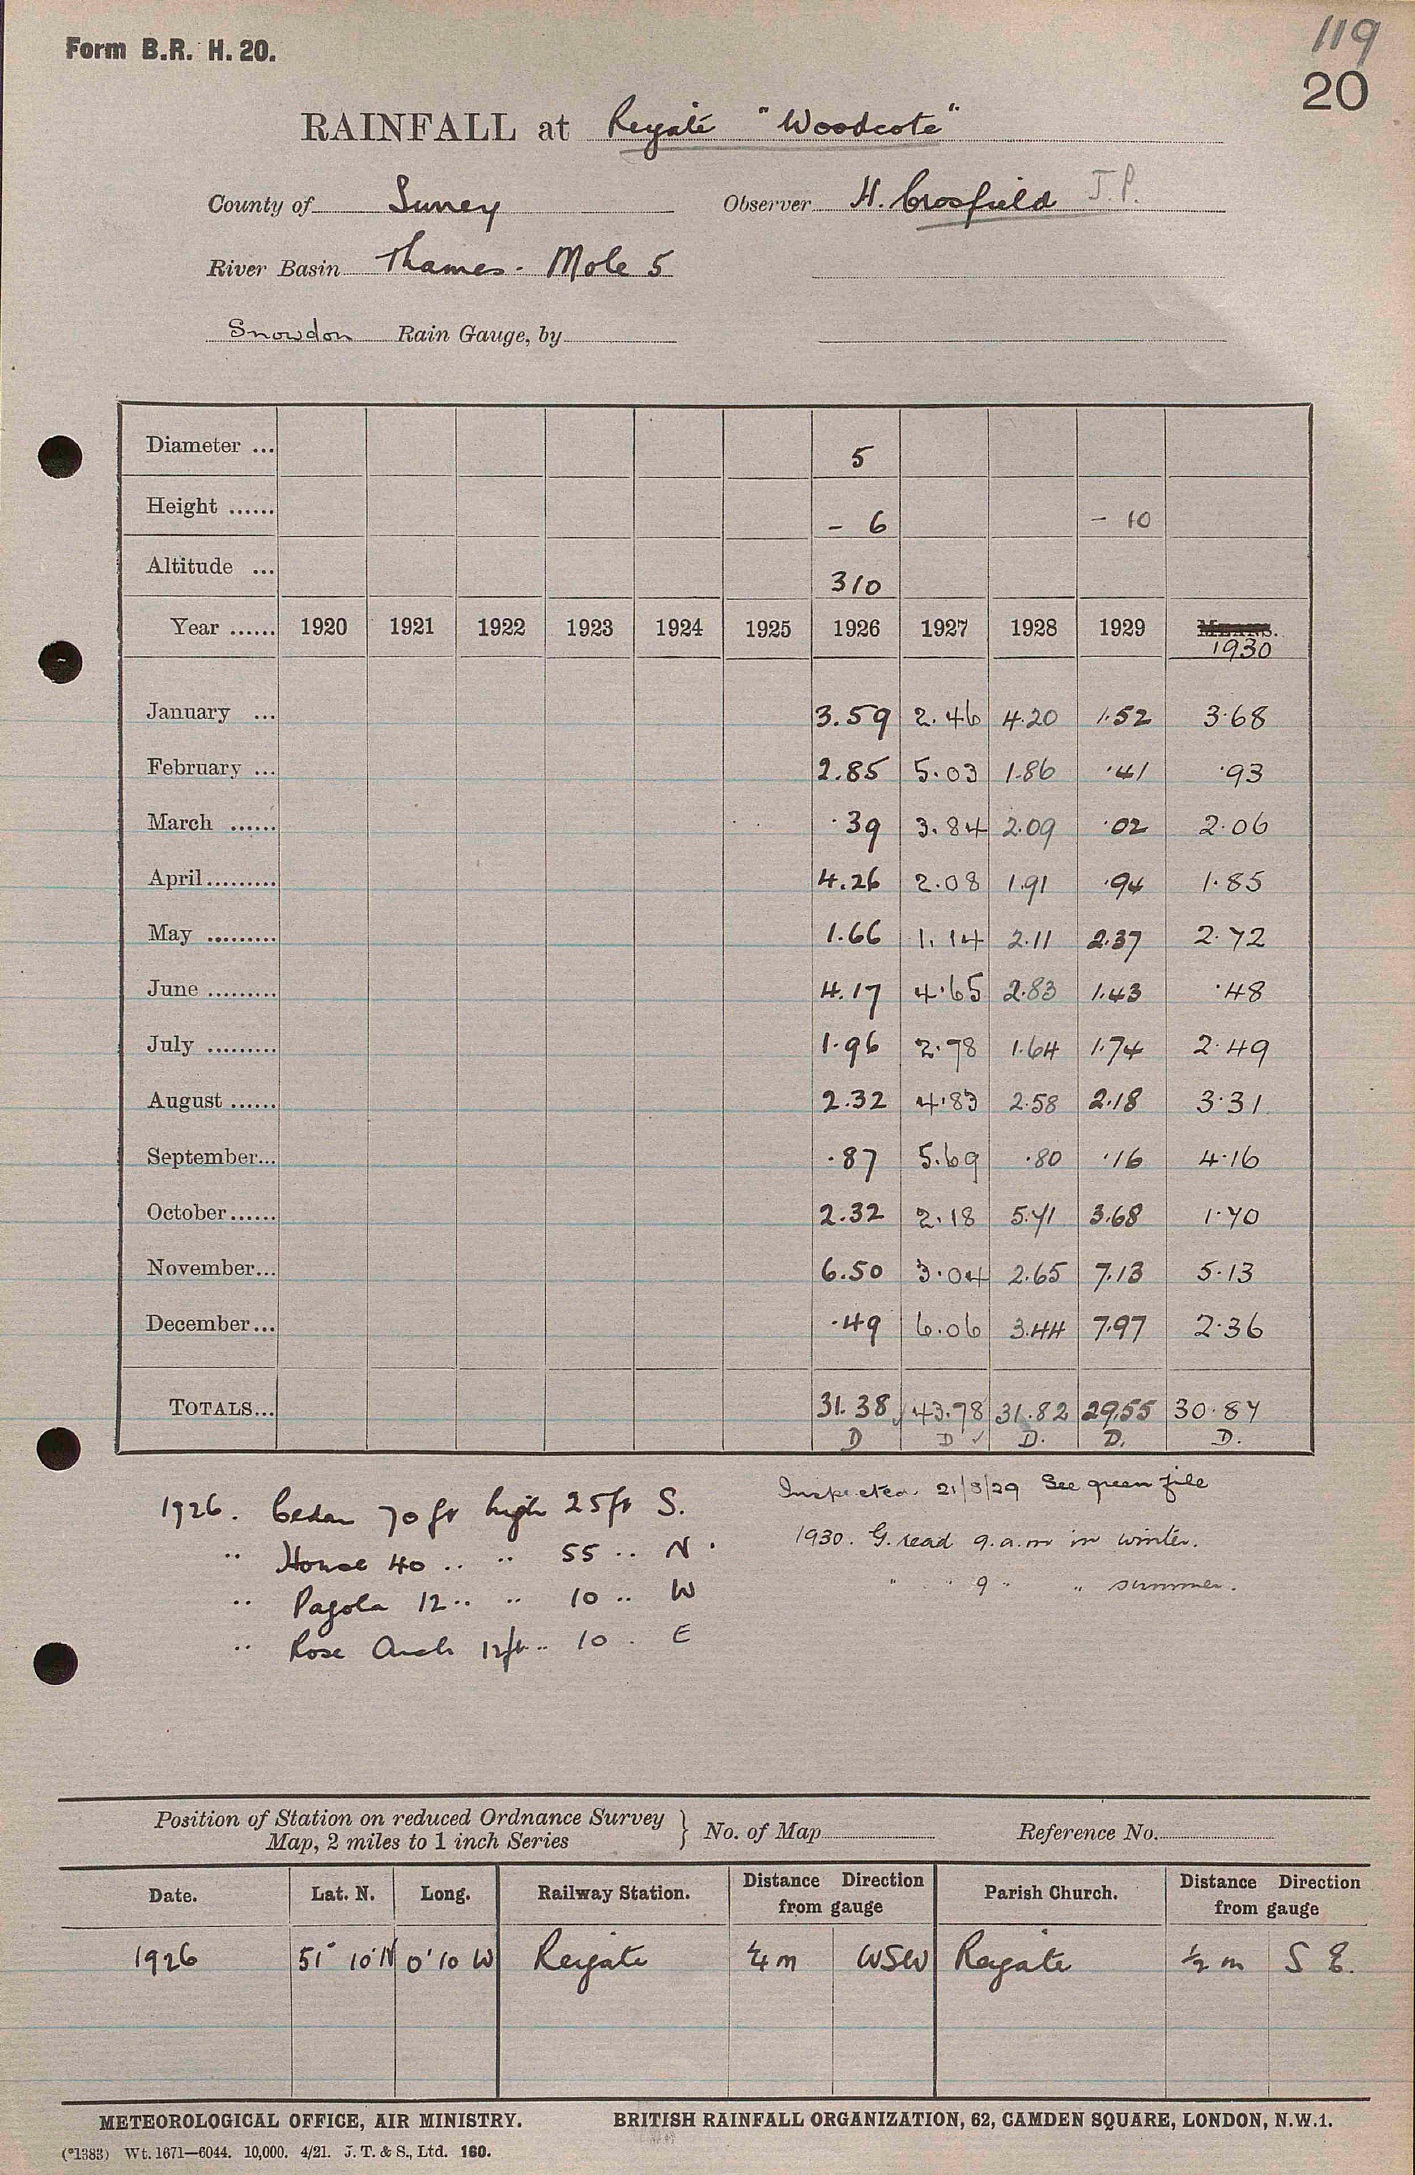 119
Form B.R. H. 20.
20
RAINFALL at Reigate "Woodcote"
County of Surrey Observer H. Crosfield J.P.
River Basin Thames - Mole 5
Snowdon Rain Gauge, by
Diameter ... 5
Height ...... - 6 - 10
Altitude ... 310
Year ...... 1920 1921 1922 1923 1924 1925 1926 1927 1928 1929 MEANS.
1930
January ... 3.59 2.46 4.20 1.52 3.68
February ... 2.85 5.03 1.86 .41 .93
March ...... .39 3.84 2.09 .02 2.06
April ......... 4.26 2.08 1.91 .94 1.85
May ......... 1.66 1.14 2.11 2.37 2.72
June ......... 4.17 4.65 2.83 1.43 .48
July ......... 1.96 2.78 1.64 1.74 2.49
August ...... 2.32 4.83 2.58 2.18 3.31
September... .87 5.69 .80 .16 4.16
October ...... 2.32 2.18 5.71 3.68 1.70
November... 6.50 3.04 2.65 7.13 5.13
December ... .49 6.06 3.44 7.97 2.36
TOTALS... 31.38 43.78 31.82 29.55 30.87
D D ✓ D. D. D.
1926. Cedar 70 ft high 25 ft S.
" House 40 " " 55 " N.
" Pagola 12 " " 10 " W
" Rose Arch 12ft " 10 . E
Inspected 21/8/29 See green file
1930. G. read 9.a.m in winter.
" " 9 " " summer.
Position of Station on reduced Ordnance Survey
Map, 2 miles to 1 inch Series } No. of Map Reference No.
Date. Lat. N. Long. Railway Station. Distance Direction from gauge Parish Church. Distance Direction from gauge
1926 51° 10'N 0'10 W Reigate ¼ m WSW Reigate ½ m S E.
METEOROLOGICAL OFFICE, AIR MINISTRY. BRITISH RAINFALL ORGANIZATION, 62, CAMDEN SQUARE, LONDON, N.W.1.
(*1383) Wt. 1671—6044. 10,000. 4/21. J. T. & S., Ltd. 160.